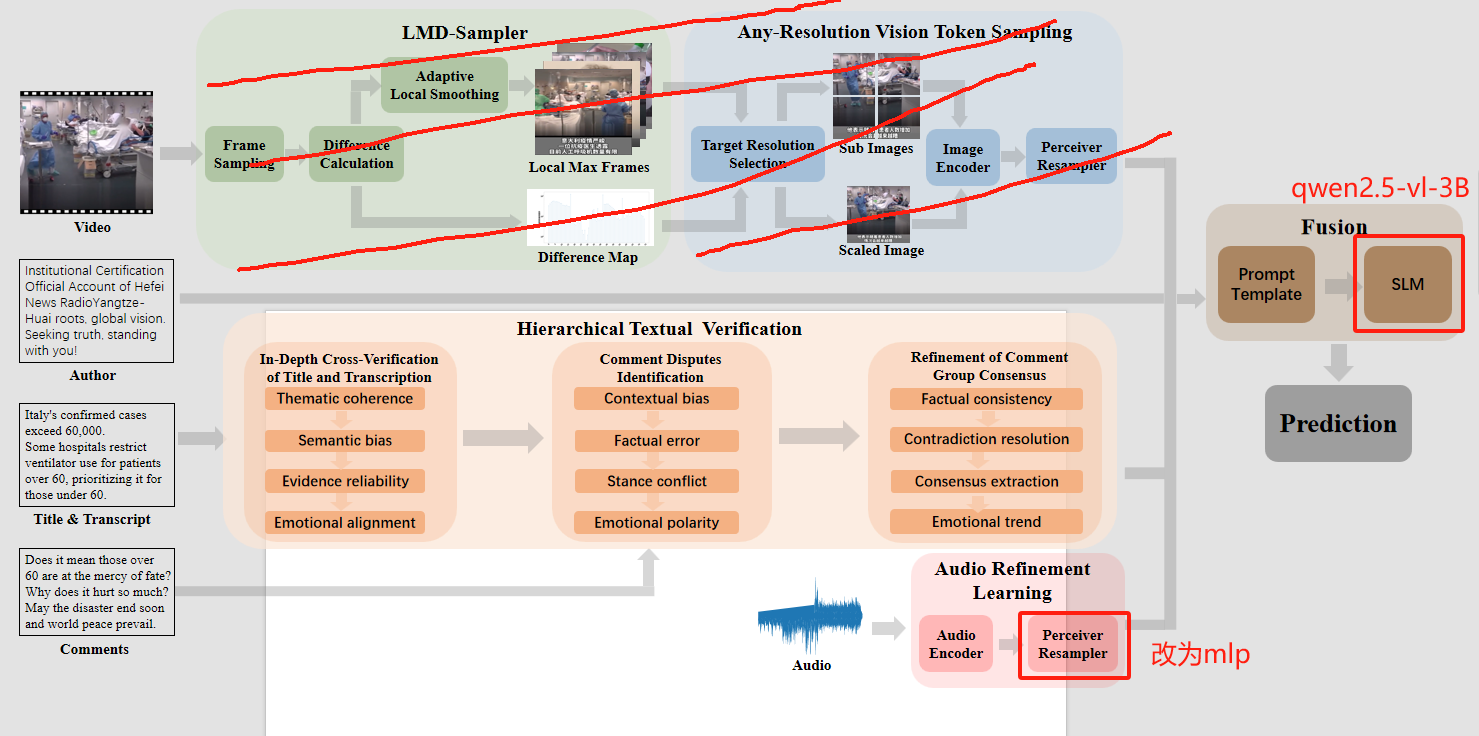 LMD-Sampler
Any-Resolution Vision Token Sampling
Adaptive
Local Smoothing
Frame
Sampling
Difference
Calculation
Local Max Frames
Difference Map
Target Resolution
Selection
Sub Images
Scaled Image
Image
Encoder
Perceiver
Resampler
Video
Institutional Certification
Official Account of Hefei
News RadioYangtze-
Huai roots, global vision.
Seeking truth, standing
with you!
Author
Italy's confirmed cases
exceed 60,000.
Some hospitals restrict
ventilator use for patients
over 60, prioritizing it for
those under 60.
Title & Transcript
Does it mean those over
60 are at the mercy of fate?
Why does it hurt so much?
May the disaster end soon
and world peace prevail.
Comments
Hierarchical Textual Verification
In-Depth Cross-Verification
of Title and Transcription
Thematic coherence
Semantic bias
Evidence reliability
Emotional alignment
Comment Disputes
Identification
Contextual bias
Factual error
Stance conflict
Emotional polarity
Refinement of Comment
Group Consensus
Factual consistency
Contradiction resolution
Consensus extraction
Emotional trend
Audio
Audio Refinement
Learning
Audio
Encoder
Perceiver
Resampler
改为mlp
qwen2.5-vl-3B
Fusion
Prompt
Template
SLM
Prediction